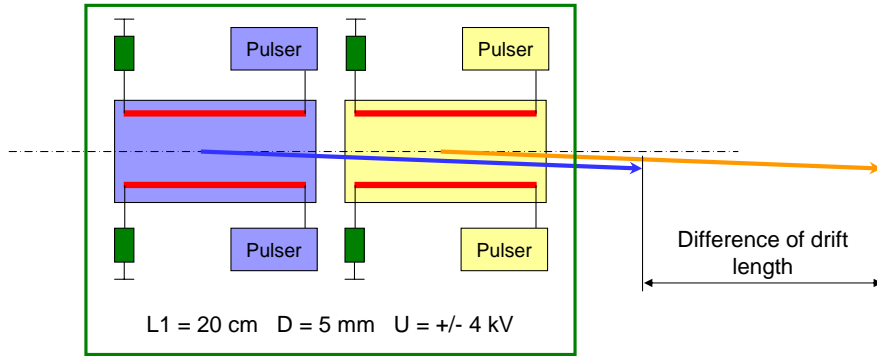 Pulser
Pulser
Pulser
Pulser
Difference of drift
length
L1 = 20 cm D = 5 mm U = +/- 4 kV